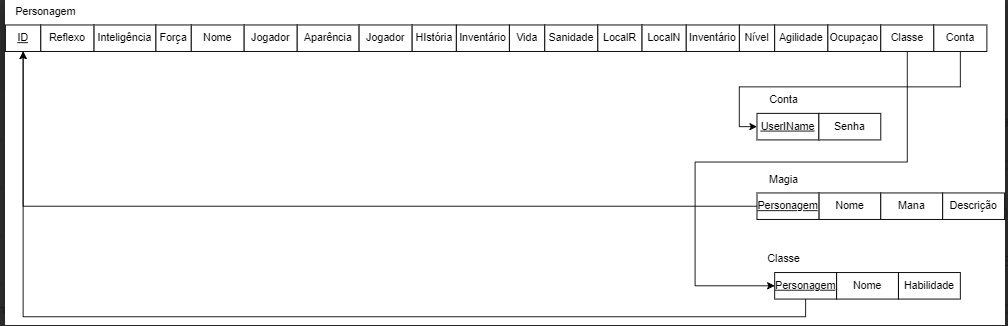 Personagem
ID Reflexo Inteligência Força Nome Jogador Aparência Jogador HIstória Inventário Vida Sanidade LocalR LocalN Inventário Nível Agilidade Ocupaçao Classe Conta
Conta
UserIName Senha
Magia
Personagem Nome Mana Descrição
Classe
Personagem Nome Habilidade